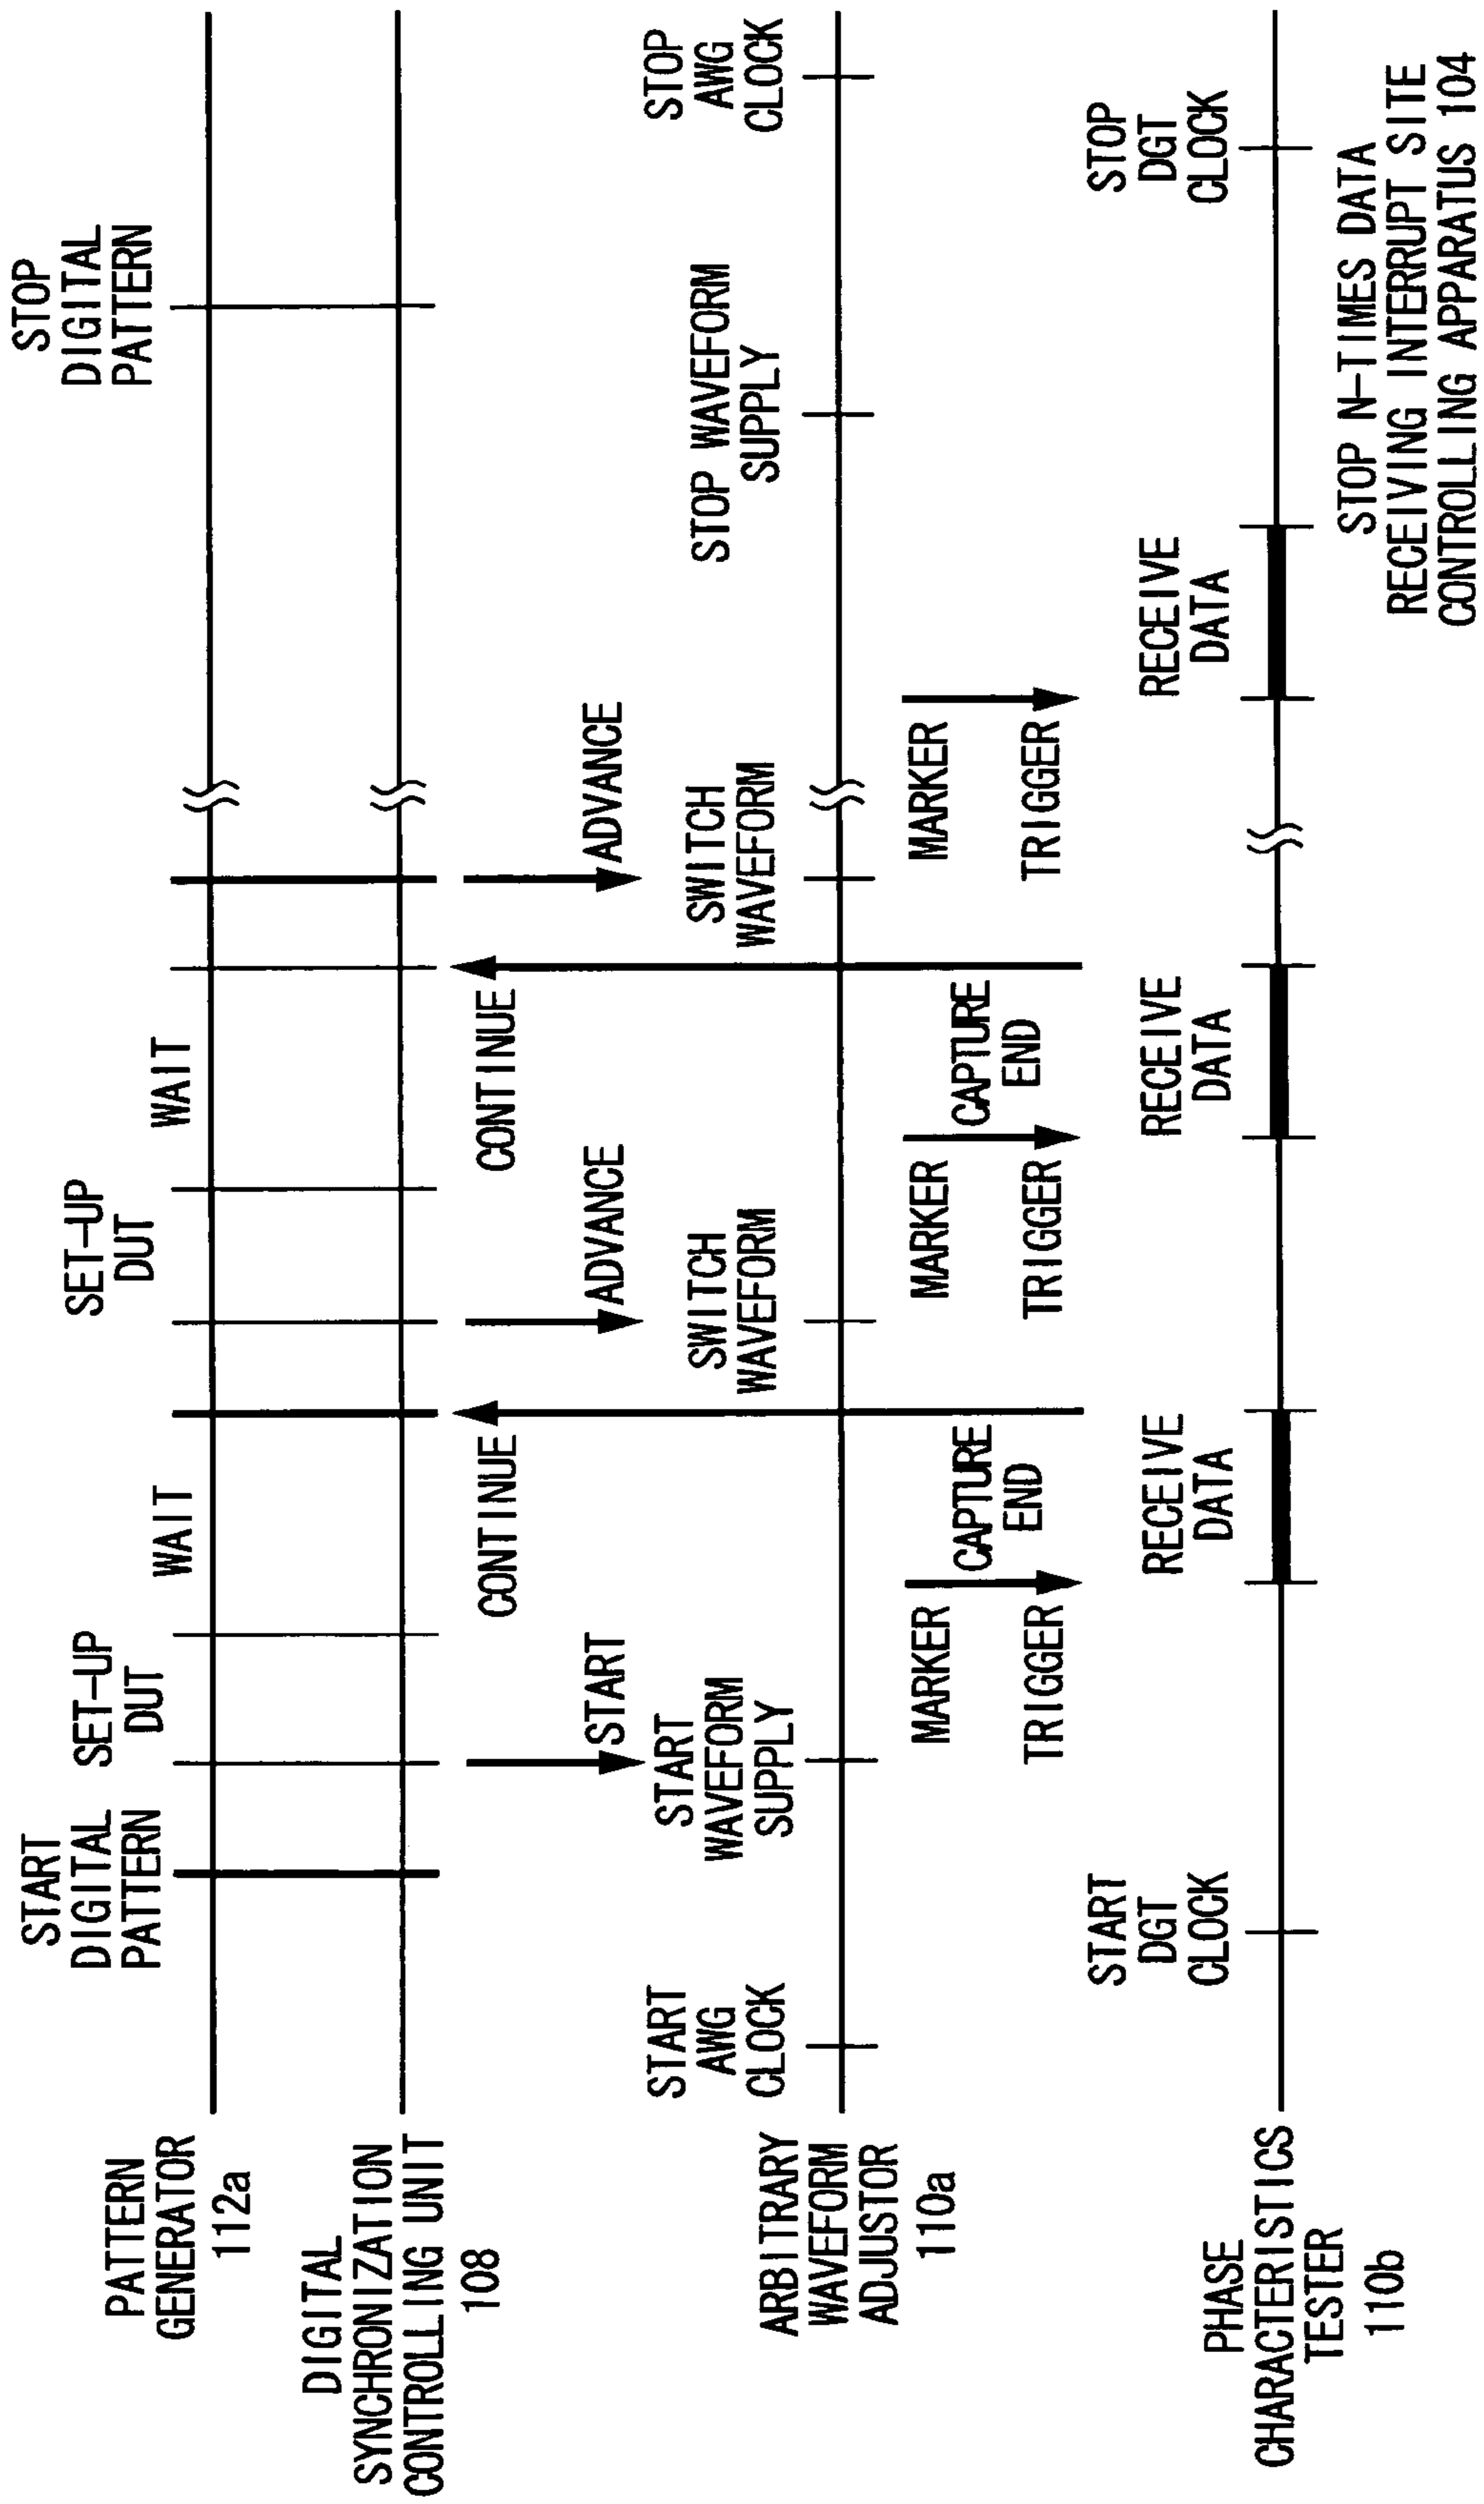 START
DIGITAL
PATTERN
SET-UP
DUT
WAIT
SET-UP
DUT
WAIT
STOP
DIGITAL
PATTERN
PATTERN
GENERATOR
112a
DIGITAL
SYNCHRONIZATION
CONTROLLING UNIT
108
CONTINUE
CONTINUE
START
ADVANCE
ADVANCE
START
AWG
CLOCK
START
WAVEFORM
SUPPLY
SWITCH
WAVEFORM
SWITCH
WAVEFORM
STOP WAVEFORM
SUPPLY
STOP
AWG
CLOCK
ARBITRARY
WAVEFORM
ADJUSTOR
110a
MARKER
TRIGGER
CAPTURE
END
MARKER
TRIGGER
CAPTURE
END
MARKER
TRIGGER
START
DGT
CLOCK
RECEIVE
DATA
RECEIVE
DATA
RECEIVE
DATA
STOP
DGT
CLOCK
PHASE
CHARACTERISTICS
TESTER
110b
STOP N-TIMES DATA
RECEIVING INTERRUPT SITE
CONTROLLING APPARATUS 104